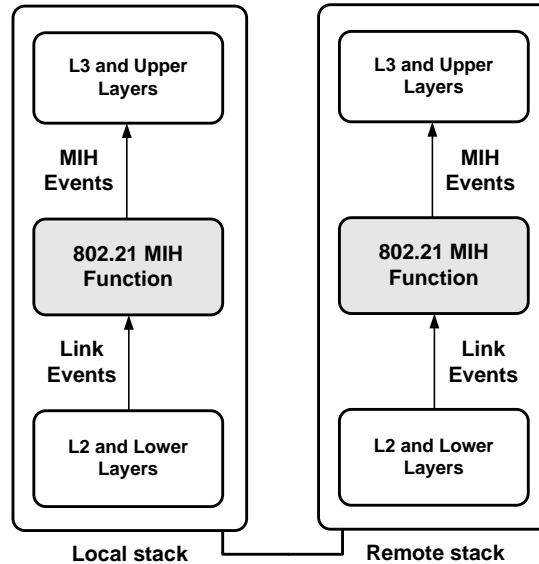 L3 and Upper
Layers
MIH
Events
802.21 MIH
Function
Link
Events
L2 and Lower
Layers
Local stack
L3 and Upper
Layers
MIH
Events
802.21 MIH
Function
Link
Events
L2 and Lower
Layers
Remote stack